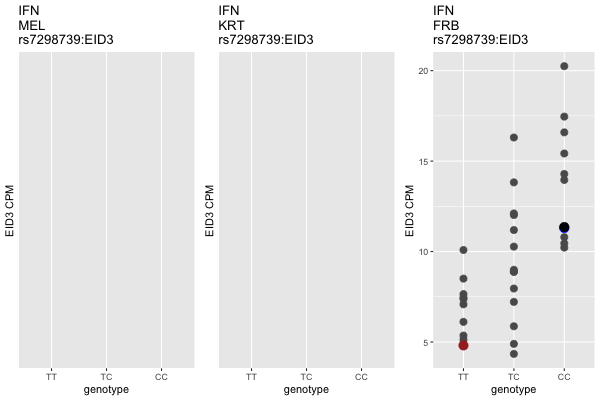 IFN
MEL
rs7298739:EID3
EID3 CPM
TT TC CC
genotype
IFN
KRT
rs7298739:EID3
EID3 CPM
TT TC CC
genotype
IFN
FRB
rs7298739:EID3
EID3 CPM
20
15
10
5
TT TC CC
genotype